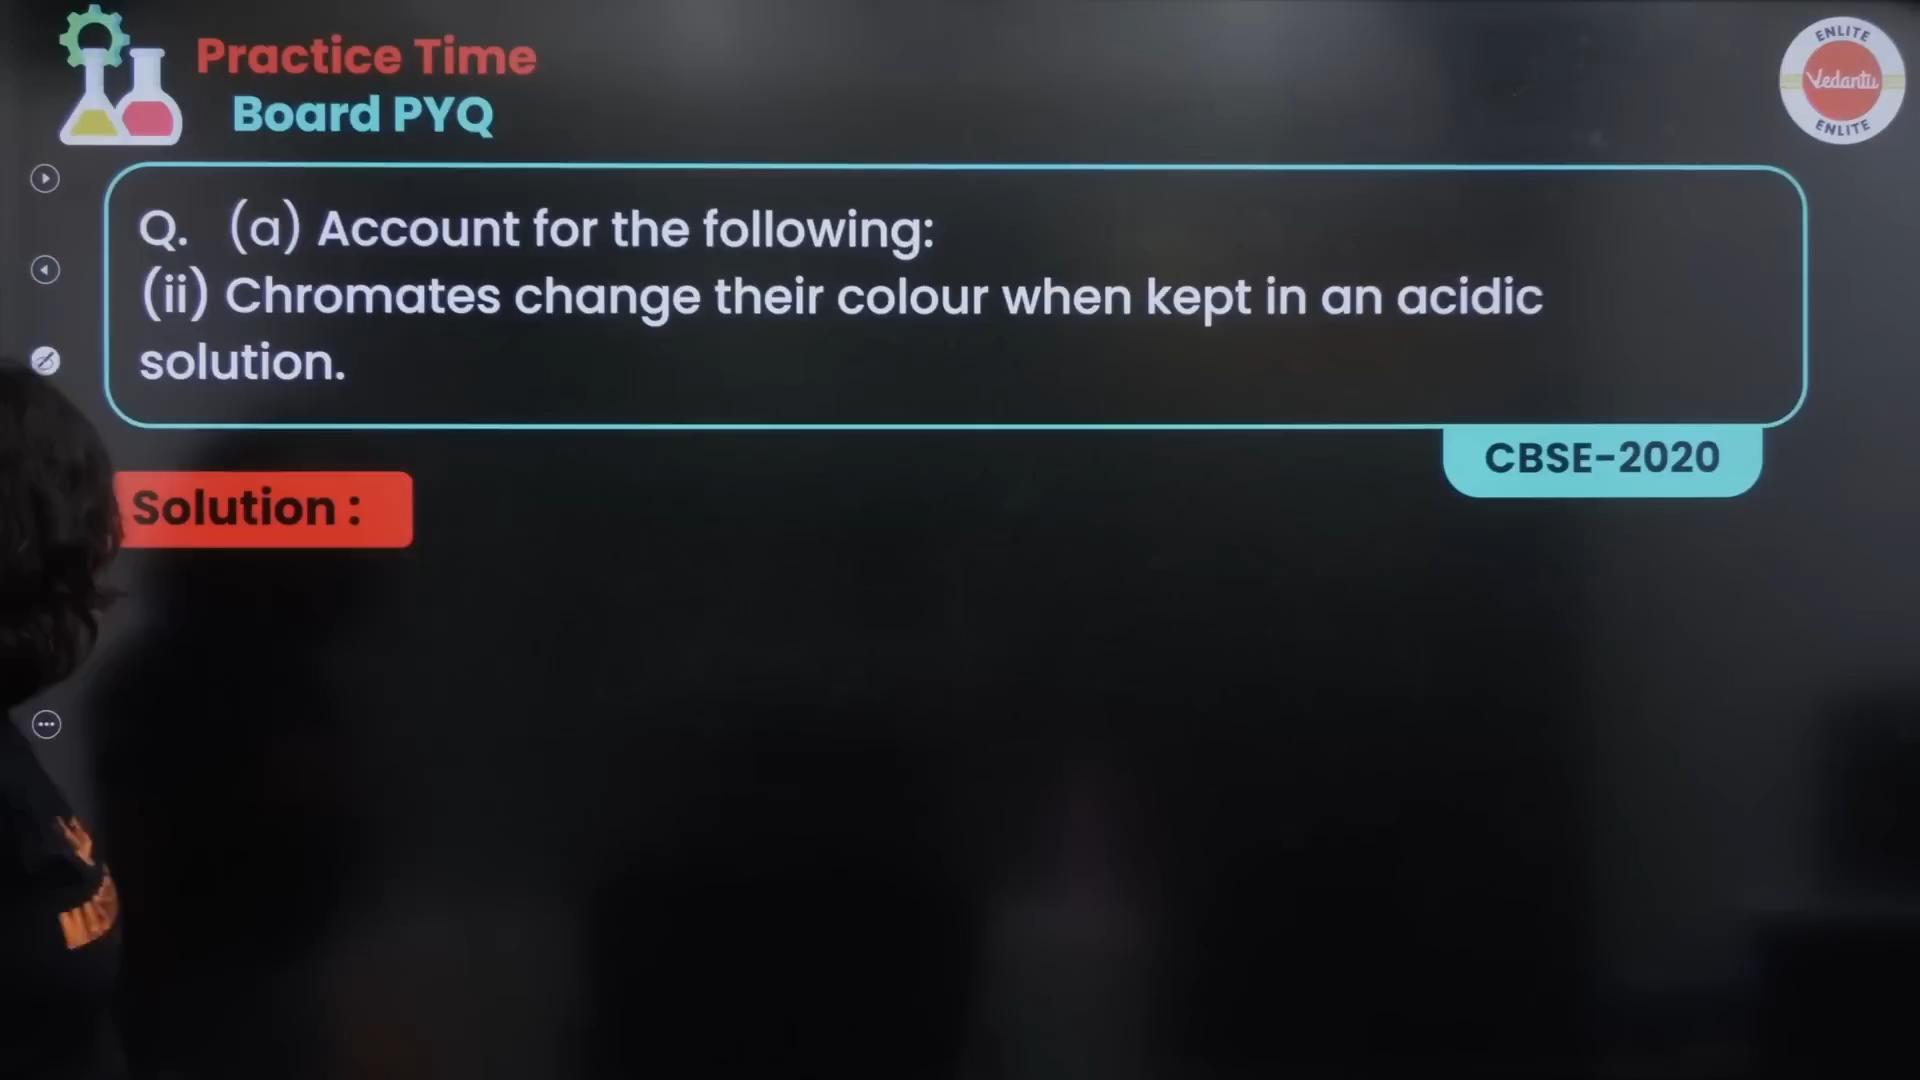 Practice Time
Board PYQ
ENLITE
Vedantu
ENLITE
Q. (a) Account for the following:
(ii) Chromates change their colour when kept in an acidic
solution.
CBSE-2020
Solution :